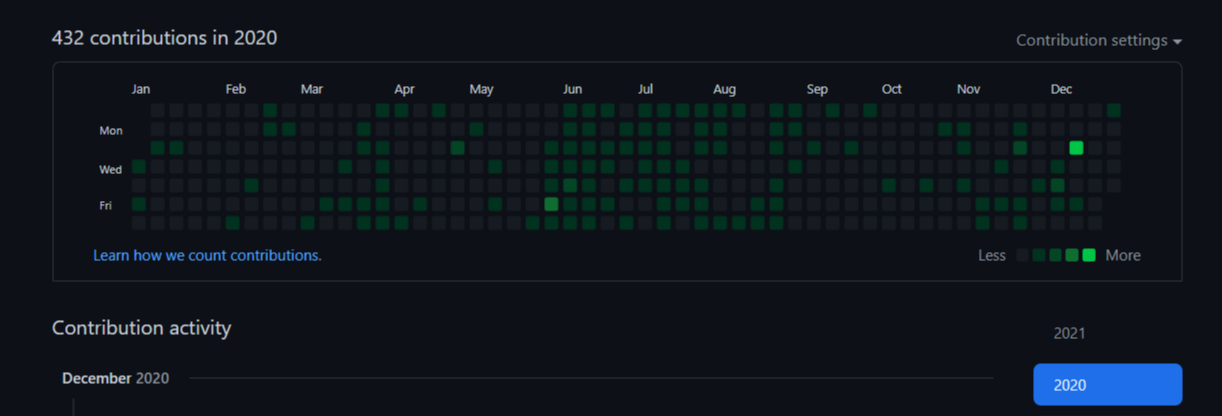 432 contributions in 2020
Contribution settings
Jan Feb Mar Apr May Jun Jul Aug Sep Oct Nov Dec
Mon
Wed
Fri
Learn how we count contributions.
Less More
Contribution activity
2021
December 2020
2020